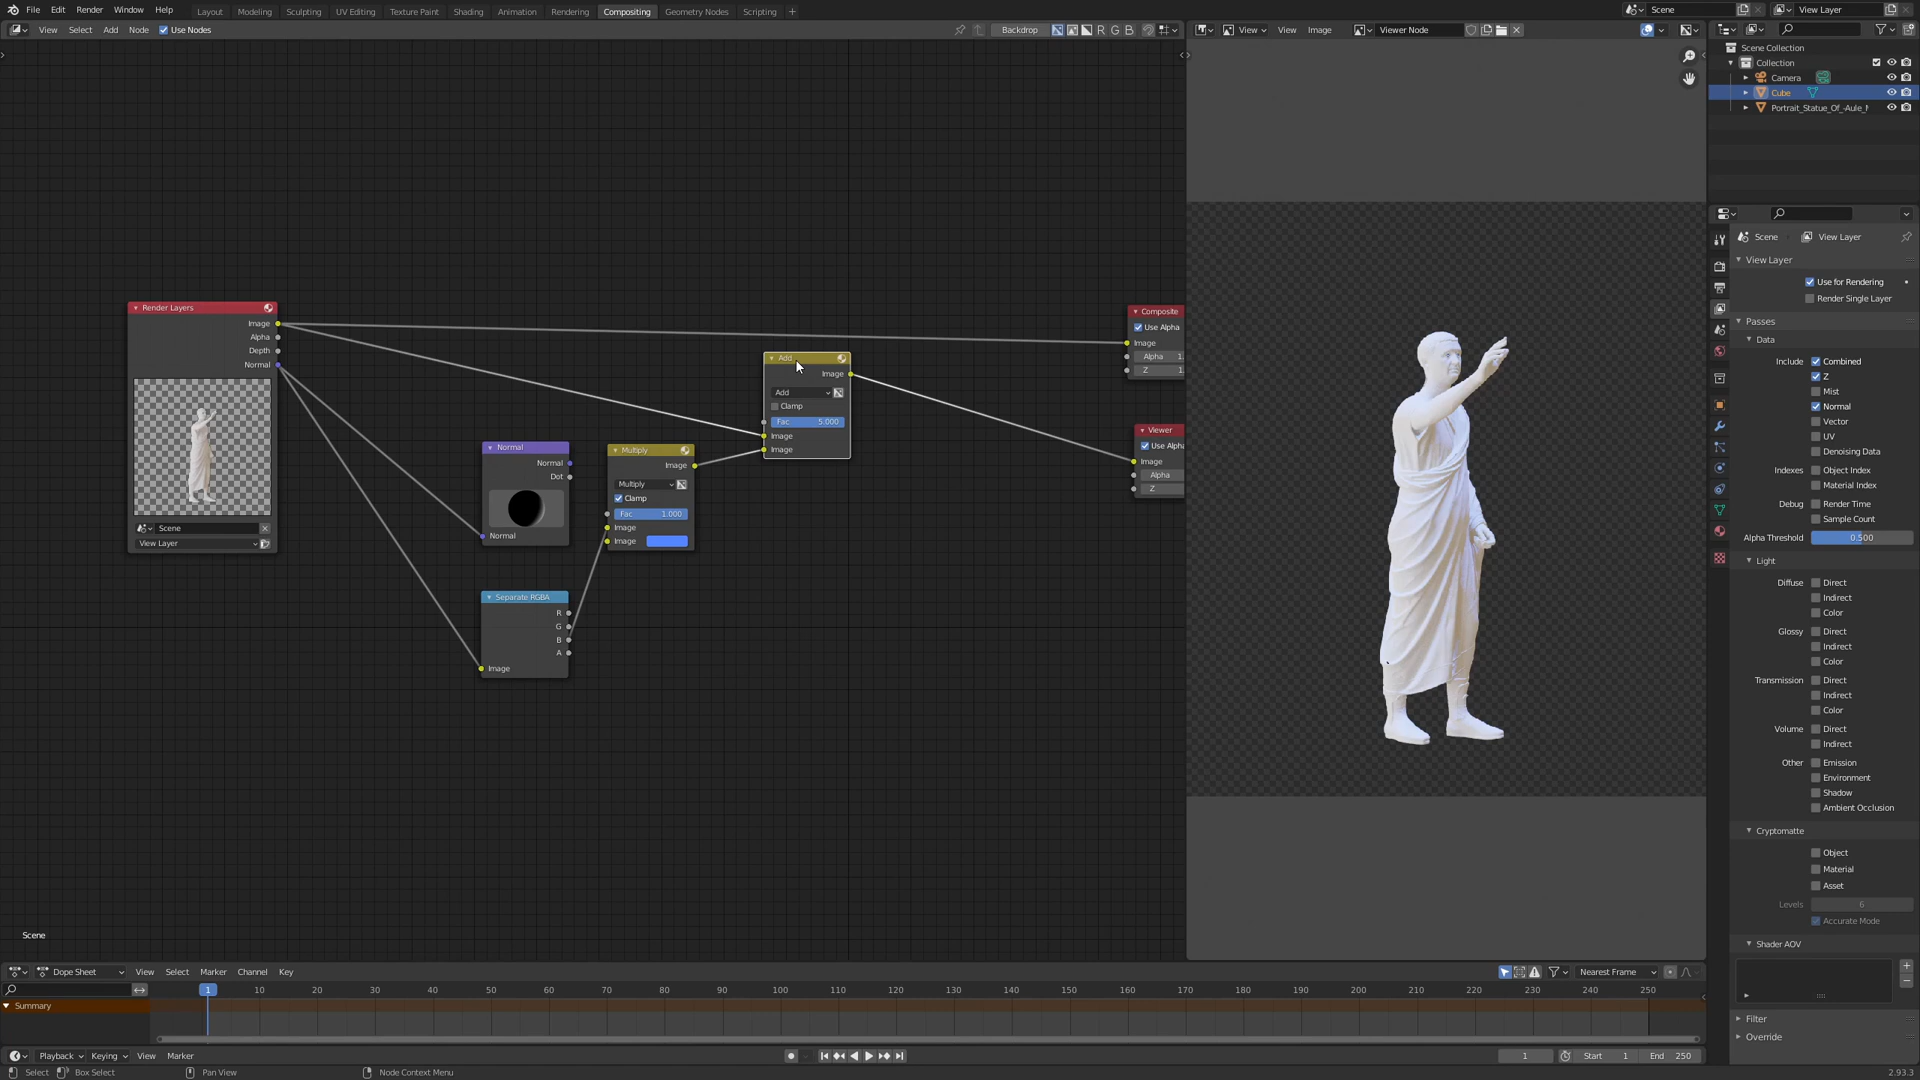 File Edit Render Window Help Layout Modeling Sculpting UV Editing Texture Paint Shading Animation Rendering Compositing Geometry Nodes Scripting + Scene View Layer
View Select Add Node Use Nodes Backdrop R G B View View Image Viewer Node
Scene Collection
Collection
Camera
Cube
Portrait_Statue_Of_-Aule_M
Scene View Layer
View Layer
Use for Rendering
Render Single Layer
Passes
Data
Include Combined
Z
Mist
Normal
Vector
UV
Denoising Data
Indexes Object Index
Material Index
Debug Render Time
Sample Count
Alpha Threshold 0.500
Light
Diffuse Direct
Indirect
Color
Glossy Direct
Indirect
Color
Transmission Direct
Indirect
Color
Volume Direct
Indirect
Other Emission
Environment
Shadow
Ambient Occlusion
Cryptomatte
Object
Material
Asset
Levels 6
Accurate Mode
Shader AOV
Filter
Override
Render Layers
Image
Alpha
Depth
Normal
Scene
View Layer
Normal
Normal
Dot
Normal
Separate RGBA
R
G
B
A
Image
Multiply
Image
Multiply
Clamp
Fac 1.000
Image
Image
Add
Image
Add
Clamp
Fac 5.000
Image
Image
Composite
Use Alpha
Image
Alpha 1.
Z 1.
Viewer
Use Alpha
Image
Alpha
Z
Scene
Dope Sheet View Select Marker Channel Key Nearest Frame
1 10 20 30 40 50 60 70 80 90 100 110 120 130 140 150 160 170 180 190 200 210 220 230 240 250
Summary
Playback Keying View Marker 1 Start 1 End 250
Select Box Select Pan View Node Context Menu 2.93.3